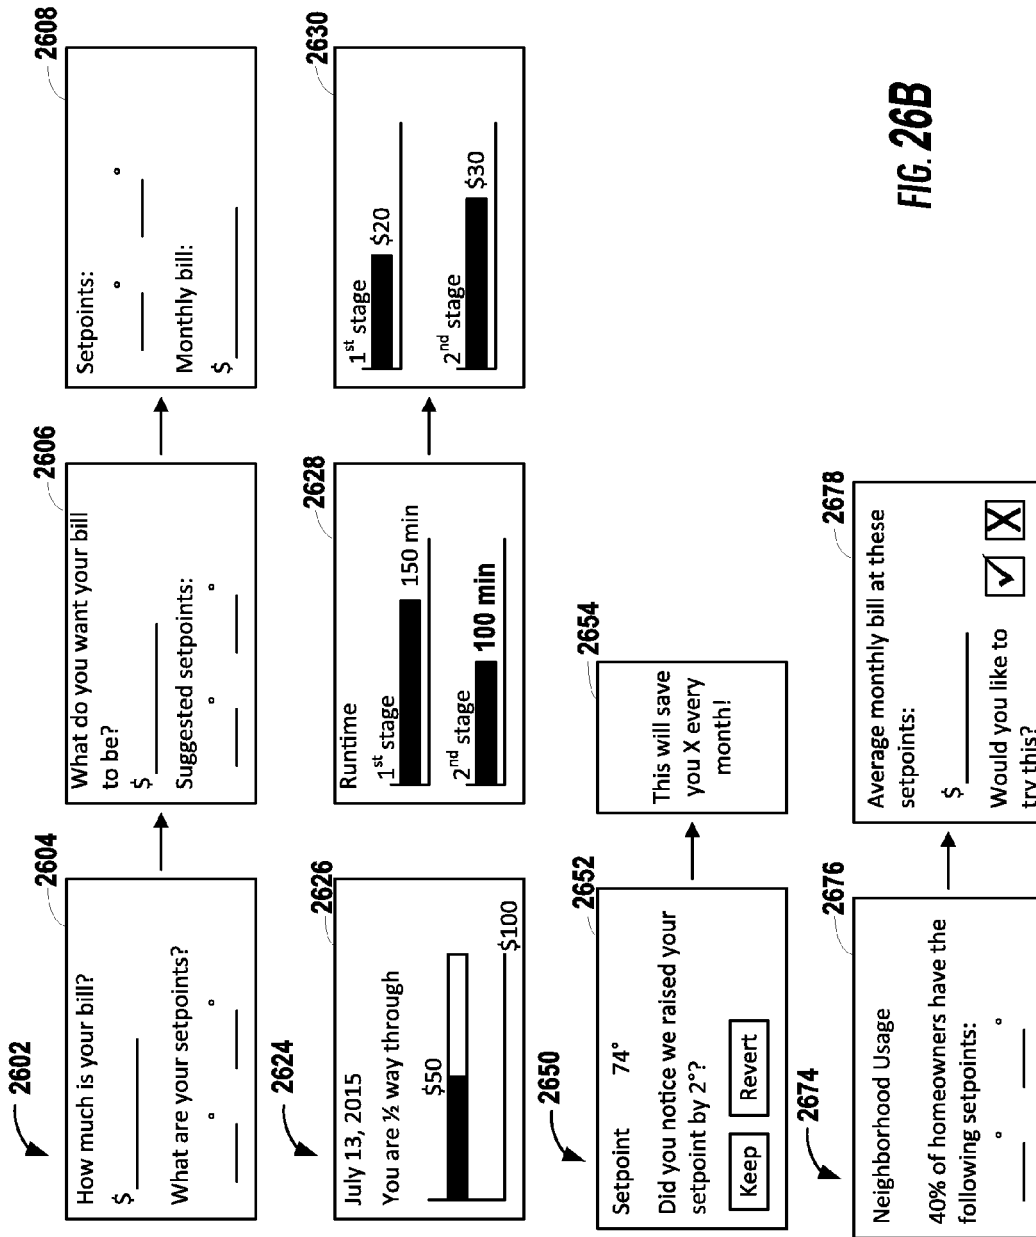 2602
2604
How much is your bill?
$
What are your setpoints?
° °
2606
What do you want your bill
to be?
$
Suggested setpoints:
° °
2608
Setpoints:
° °
Monthly bill:
$
2624
2626
July 13, 2015
You are ½ way through
$50
$100
2628
Runtime
1st stage
150 min
2nd stage
100 min
2630
1st stage
$20
2nd stage
$30
2650
2652
Setpoint 74°
Did you notice we raised your
setpoint by 2°?
Keep Revert
2654
This will save
you X every
month!
2674
2676
Neighborhood Usage
40% of homeowners have the
following setpoints:
° °
2678
Average monthly bill at these
setpoints:
$
Would you like to
try this?
✓ X
FIG. 26B